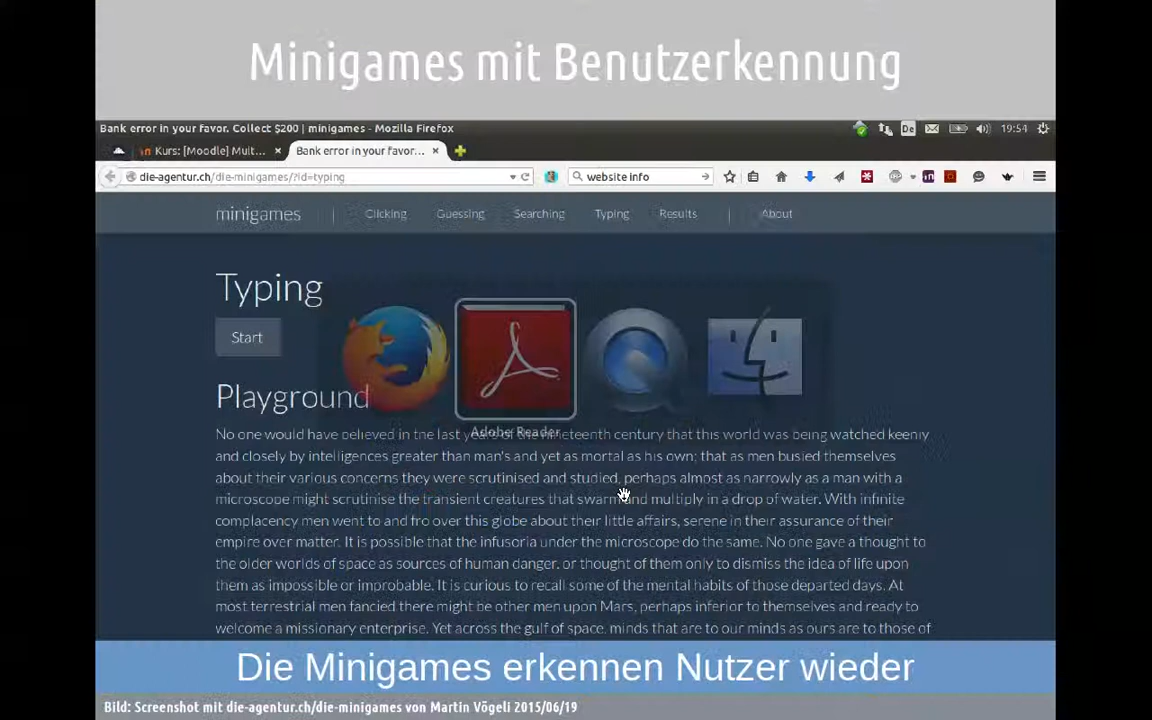 Minigames mit Benutzerkennung
Bank error in your favor. Collect $200 | minigames - Mozilla Firefox
De
19:54
Kurs: [Moodle] Mult...
Bank error in your favor...
die-agentur.ch/die-minigames/?id=typing
website info
minigames
Clicking
Guessing
Searching
Typing
Results
About
Typing
Start
Playground
Adobe Reader
No one would have believed in the last years of the nineteenth century that this world was being watched keenly
and closely by intelligences greater than man's and yet as mortal as his own; that as men busied themselves
about their various concerns they were scrutinised and studied, perhaps almost as narrowly as a man with a
microscope might scrutinise the transient creatures that swarm and multiply in a drop of water. With infinite
complacency men went to and fro over this globe about their little affairs, serene in their assurance of their
empire over matter. It is possible that the infusoria under the microscope do the same. No one gave a thought to
the older worlds of space as sources of human danger, or thought of them only to dismiss the idea of life upon
them as impossible or improbable. It is curious to recall some of the mental habits of those departed days. At
most terrestrial men fancied there might be other men upon Mars, perhaps inferior to themselves and ready to
welcome a missionary enterprise. Yet across the gulf of space, minds that are to our minds as ours are to those of
Die Minigames erkennen Nutzer wieder
Bild: Screenshot mit die-agentur.ch/die-minigames von Martin Vögeli 2015/06/19